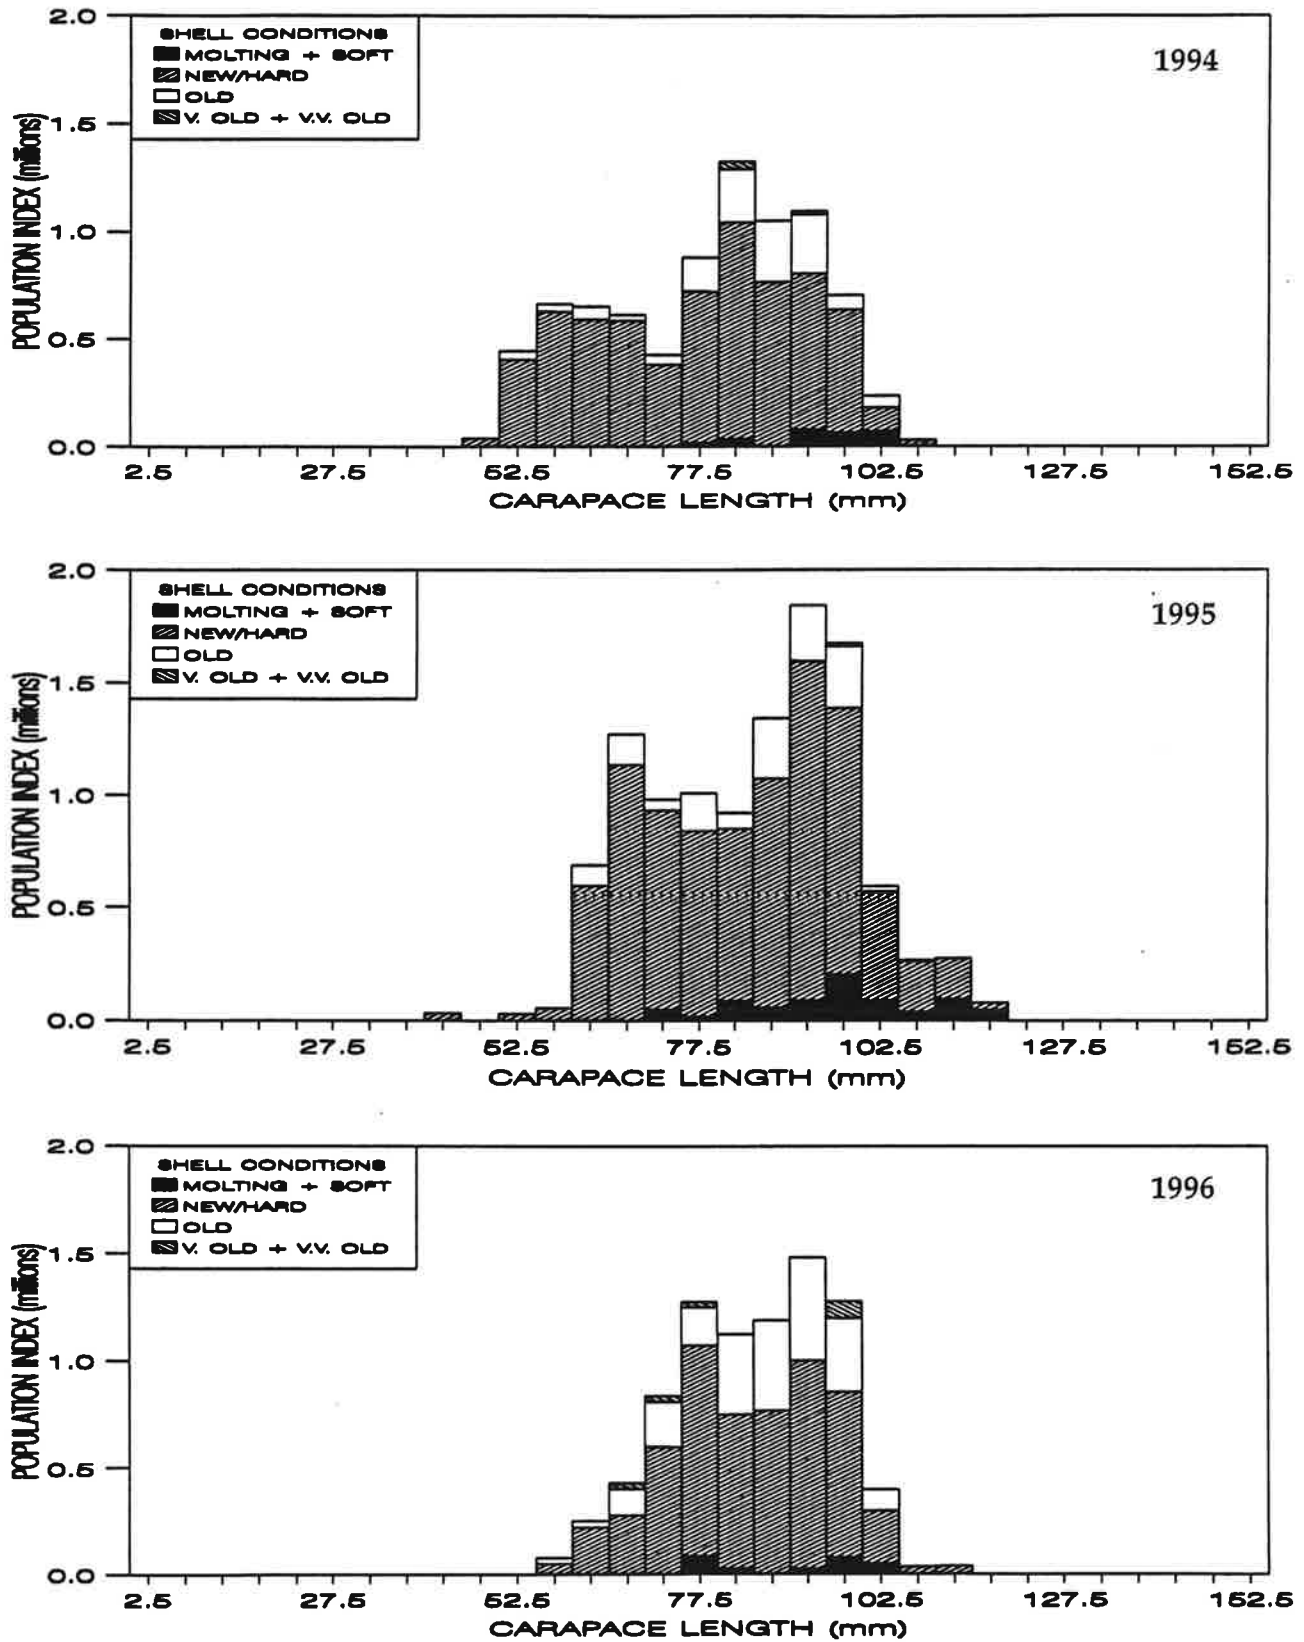 2.0
SHELL CONDITIONS
MOLTING + SOFT
NEW/HARD
OLD
V. OLD + V.V. OLD
1994
POPULATION INDEX (millions)
1.5
1.0
0.5
0.0
2.5 27.5 52.5 77.5 102.5 127.5 152.5
CARAPACE LENGTH (mm)
2.0
SHELL CONDITIONS
MOLTING + SOFT
NEW/HARD
OLD
V. OLD + V.V. OLD
1995
POPULATION INDEX (millions)
1.5
1.0
0.5
0.0
2.5 27.5 52.5 77.5 102.5 127.5 152.5
CARAPACE LENGTH (mm)
2.0
SHELL CONDITIONS
MOLTING + SOFT
NEW/HARD
OLD
V. OLD + V.V. OLD
1996
POPULATION INDEX (millions)
1.5
1.0
0.5
0.0
2.5 27.5 52.5 77.5 102.5 127.5 152.5
CARAPACE LENGTH (mm)